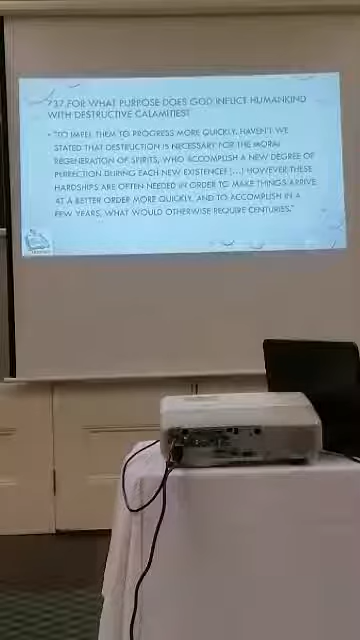 737.FOR WHAT PURPOSE DOES GOD INFLICT HUMANKIND
WITH DESTRUCTIVE CALAMITIES?
• "TO IMPEL THEM TO PROGRESS MORE QUICKLY. HAVEN'T WE
STATED THAT DESTRUCTION IS NECESSARY FOR THE MORAL
REGENERATION OF SPIRITS, WHO ACCOMPLISH A NEW DEGREE OF
PERFECTION DURING EACH NEW EXISTENCE? (...) HOWEVER THESE
HARDSHIPS ARE OFTEN NEEDED IN ORDER TO MAKE THINGS ARRIVE
AT A BETTER ORDER MORE QUICKLY, AND TO ACCOMPLISH IN A
FEW YEARS, WHAT WOULD OTHERWISE REQUIRE CENTURIES."